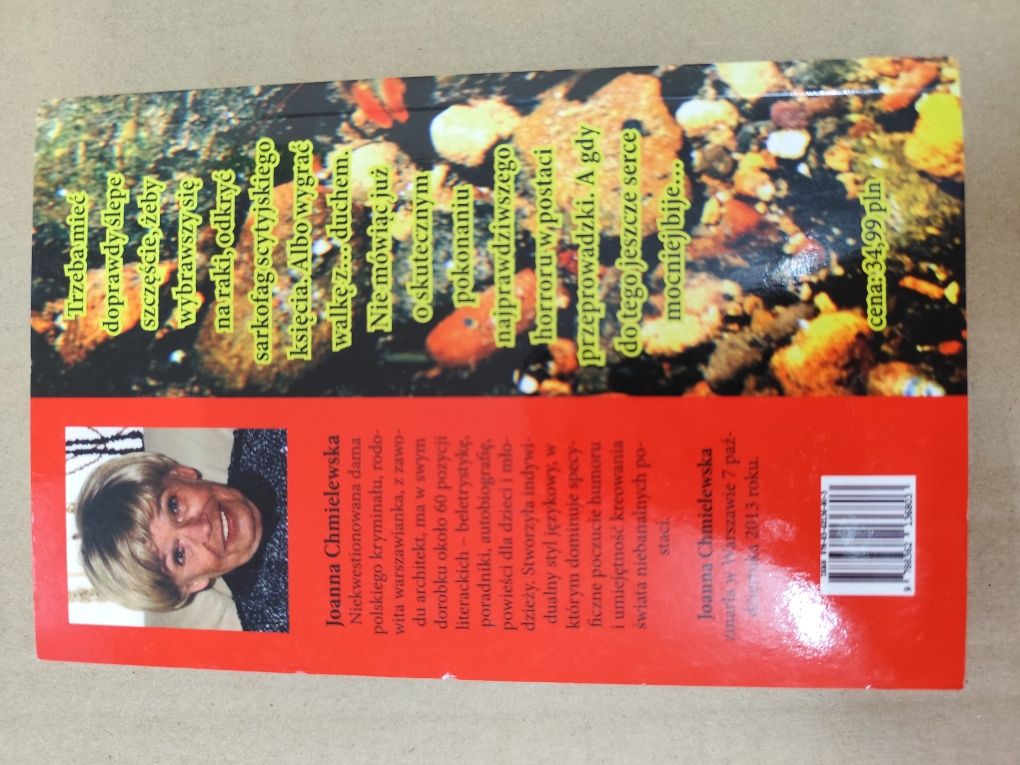 Joanna Chmielewska
Niekwestionowana dama
polskiego kryminału, rodo-
wita warszawianka, z zawo-
du architekt, ma w swym
dorobku około 60 pozycji
literackich – beletrystykę,
poradniki, autobiografię,
powieści dla dzieci i mło-
dzieży. Stworzyła indywi-
dualny styl językowy, w
którym dominuje specy-
ficzne poczucie humoru
i umiejętność kreowania
świata niebanalnych po-
staci.
Joanna Chmielewska
zmarła w Warszawie 7 paź-
dziernika 2013 roku.
Trzeba mieć
doprawdy ślepe
szczęście, żeby
wybrawszy się
na raki, odkryć
sarkofag scytyjskiego
księcia. Albo wygrać
walkę z... duchem.
Nie mówiąc już
o skutecznym
pokonaniu
najprawdziwszego
horroru w postaci
przeprowadzki. A gdy
do tego jeszcze serce
mocniej bije...
cena: 34,99 pln